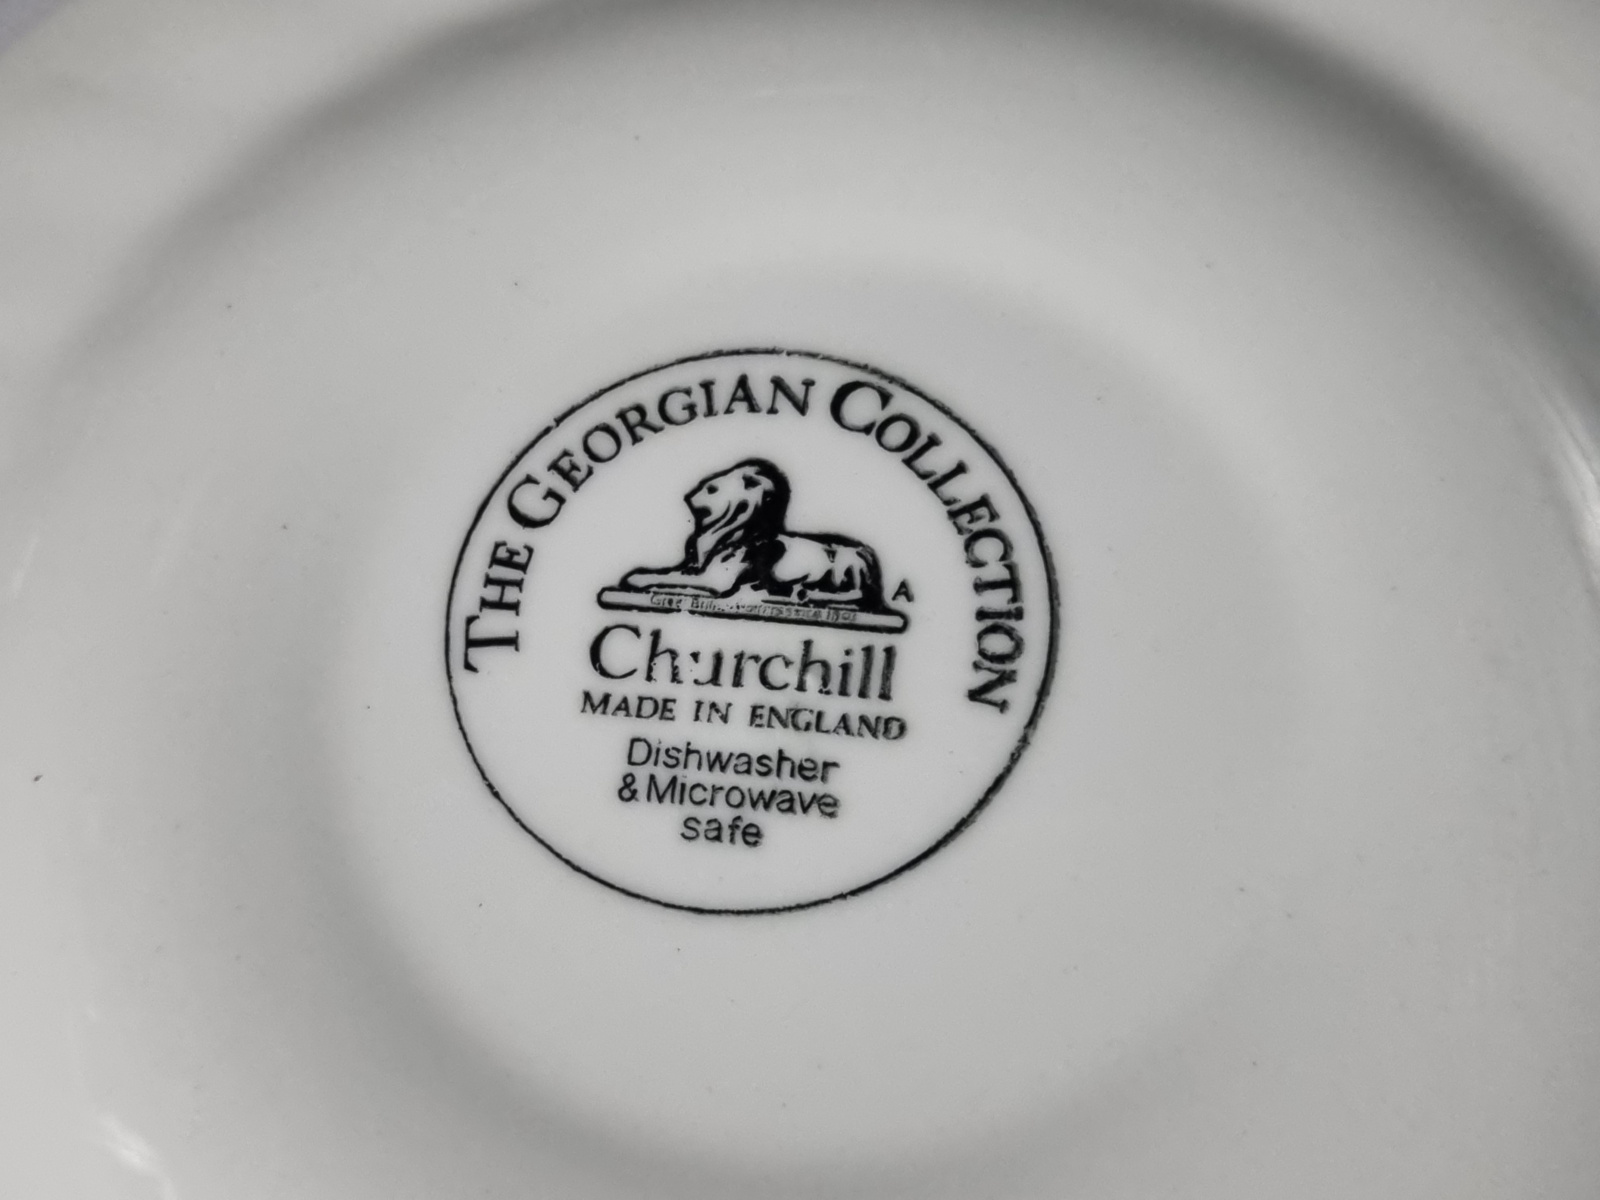 THE GEORGIAN COLLECTION
A
Churchill
MADE IN ENGLAND
Dishwasher
& Microwave
safe